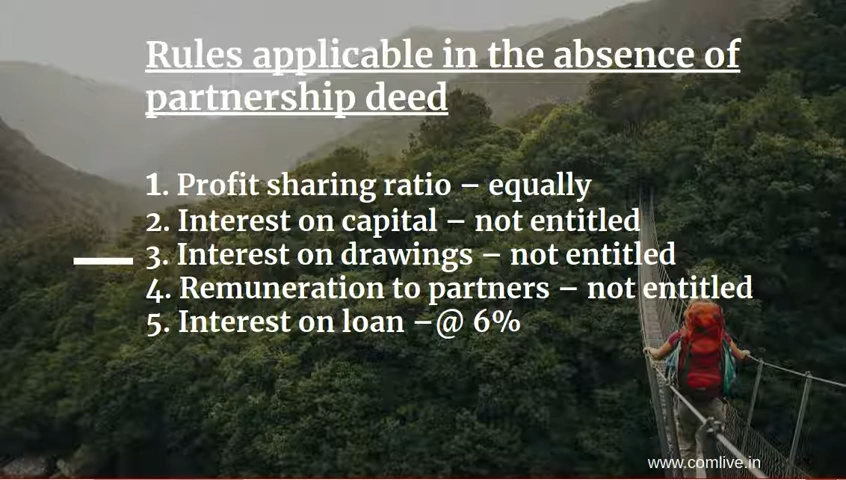 Rules applicable in the absence of
partnership deed
1. Profit sharing ratio – equally
2. Interest on capital – not entitled
3. Interest on drawings – not entitled
4. Remuneration to partners – not entitled
5. Interest on loan –@ 6%
www.comlive.in